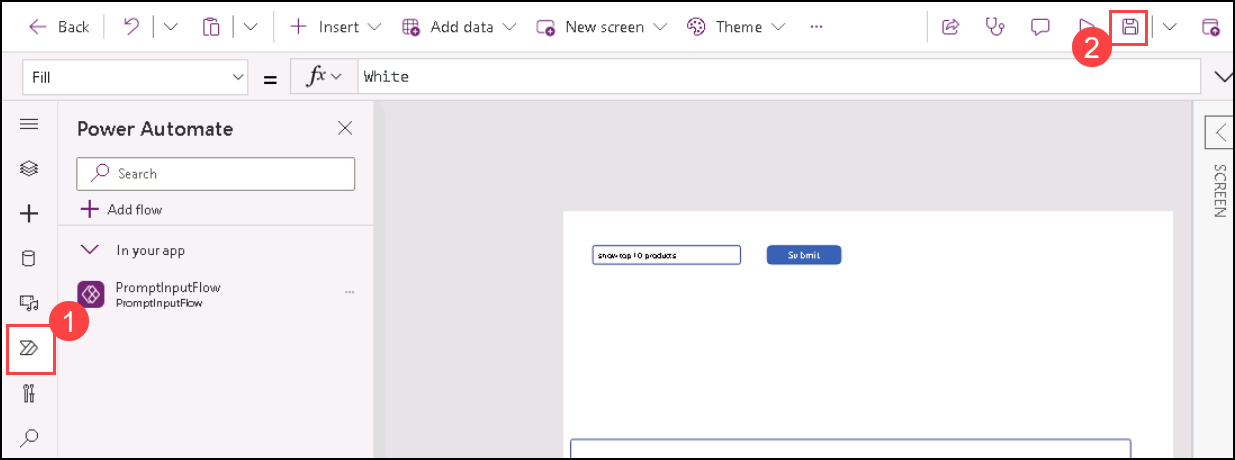 Back Insert Add data New screen Theme ...
2
Fill = fx White
Power Automate
Search
Add flow
In your app
PromptInputFlow
PromptInputFlow
1
show top 10 products Submit
SCREEN